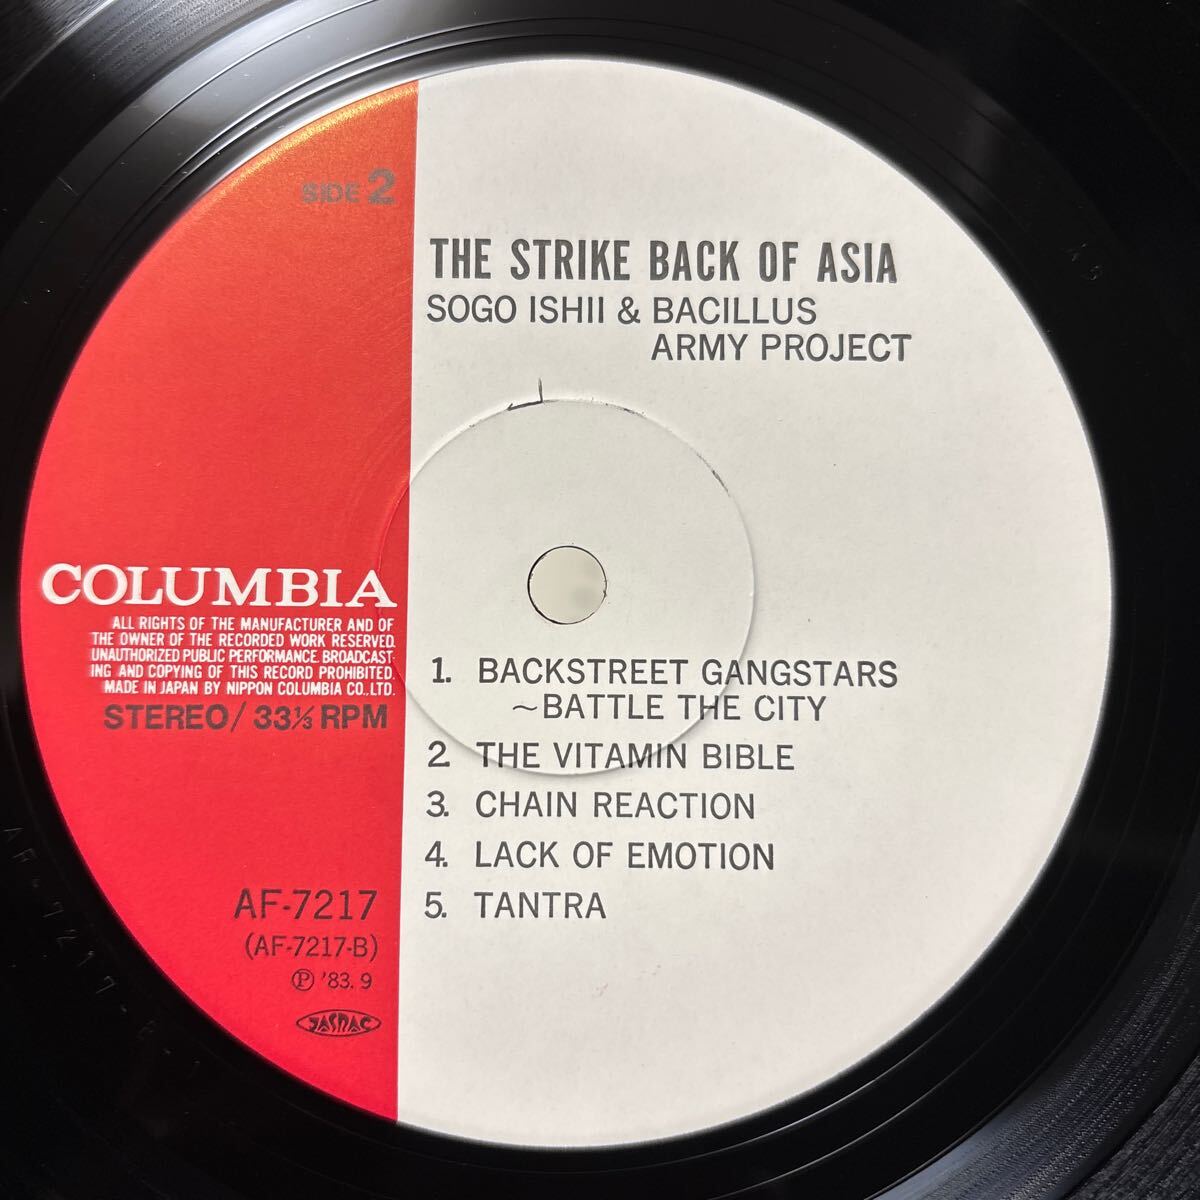 SIDE 2
THE STRIKE BACK OF ASIA
SOGO ISHII & BACILLUS
ARMY PROJECT
COLUMBIA
ALL RIGHTS OF THE MANUFACTURER AND OF
THE OWNER OF THE RECORDED WORK RESERVED.
UNAUTHORIZED PUBLIC PERFORMANCE. BROADCAST-
ING AND COPYING OF THIS RECORD PROHIBITED.
MADE IN JAPAN BY NIPPON COLUMBIA CO.,LTD.
STEREO/ 33⅓ RPM
1. BACKSTREET GANGSTARS
~BATTLE THE CITY
2. THE VITAMIN BIBLE
3. CHAIN REACTION
4. LACK OF EMOTION
5. TANTRA
AF-7217
(AF-7217-B)
Ⓟ '83. 9
JASRAC